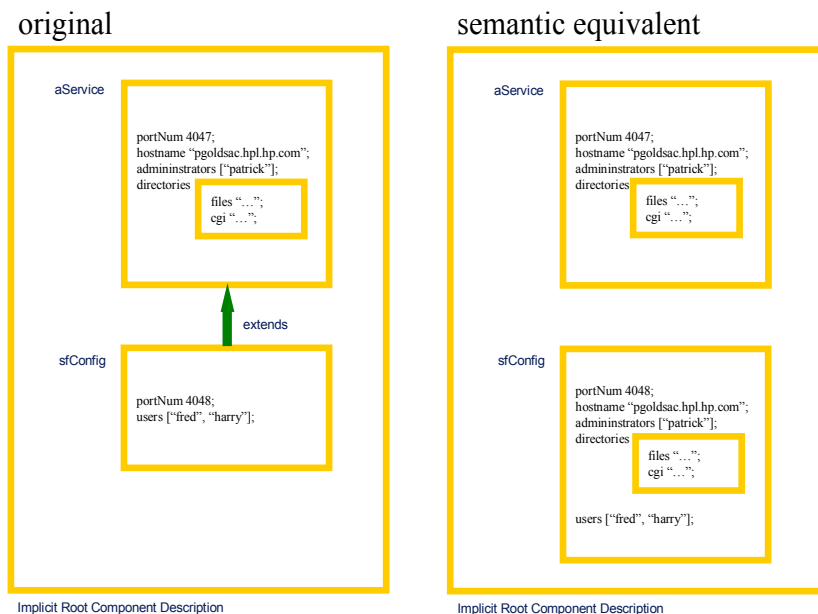 original
aService
portNum 4047;
hostname “pgoldsac.hpl.hp.com”;
admininstrators [“patrick”];
directories
files “…”;
cgi “…”;
extends
sfConfig
portNum 4048;
users [“fred”, “harry”];
Implicit Root Component Description
semantic equivalent
aService
portNum 4047;
hostname “pgoldsac.hpl.hp.com”;
admininstrators [“patrick”];
directories
files “…”;
cgi “…”;
sfConfig
portNum 4048;
hostname “pgoldsac.hpl.hp.com”;
admininstrators [“patrick”];
directories
files “…”;
cgi “…”;
users [“fred”, “harry”];
Implicit Root Component Description